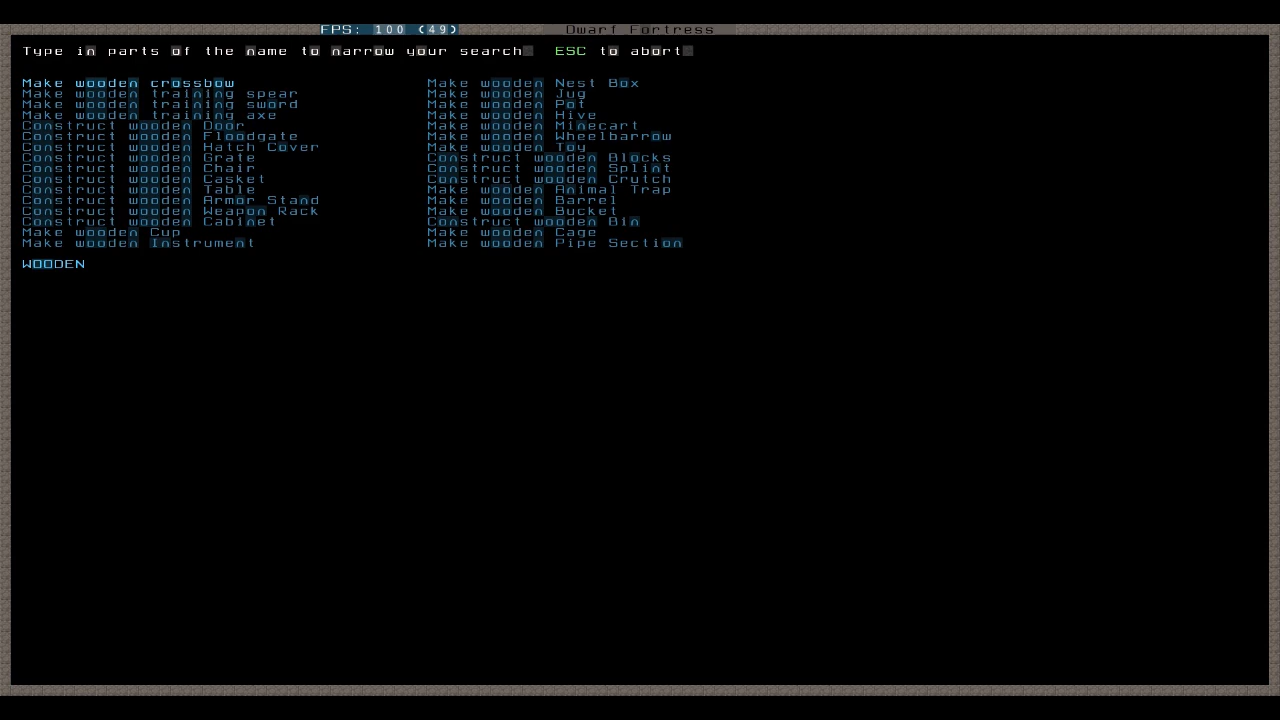 FPS: 100 (49)
Dwarf Fortress
Type in parts of the name to narrow your search. ESC to abort.
Make wooden crossbow
Make wooden training spear
Make wooden training sword
Make wooden training axe
Construct wooden Door
Construct wooden Floodgate
Construct wooden Hatch Cover
Construct wooden Grate
Construct wooden Chair
Construct wooden Casket
Construct wooden Table
Construct wooden Armor Stand
Construct wooden Weapon Rack
Construct wooden Cabinet
Make wooden Cup
Make wooden Instrument
Make wooden Nest Box
Make wooden Jug
Make wooden Pot
Make wooden Hive
Make wooden Minecart
Make wooden Wheelbarrow
Make wooden Toy
Construct wooden Blocks
Construct wooden Splint
Construct wooden Crutch
Make wooden Animal Trap
Make wooden Barrel
Make wooden Bucket
Construct wooden Bin
Make wooden Cage
Make wooden Pipe Section
WOODEN